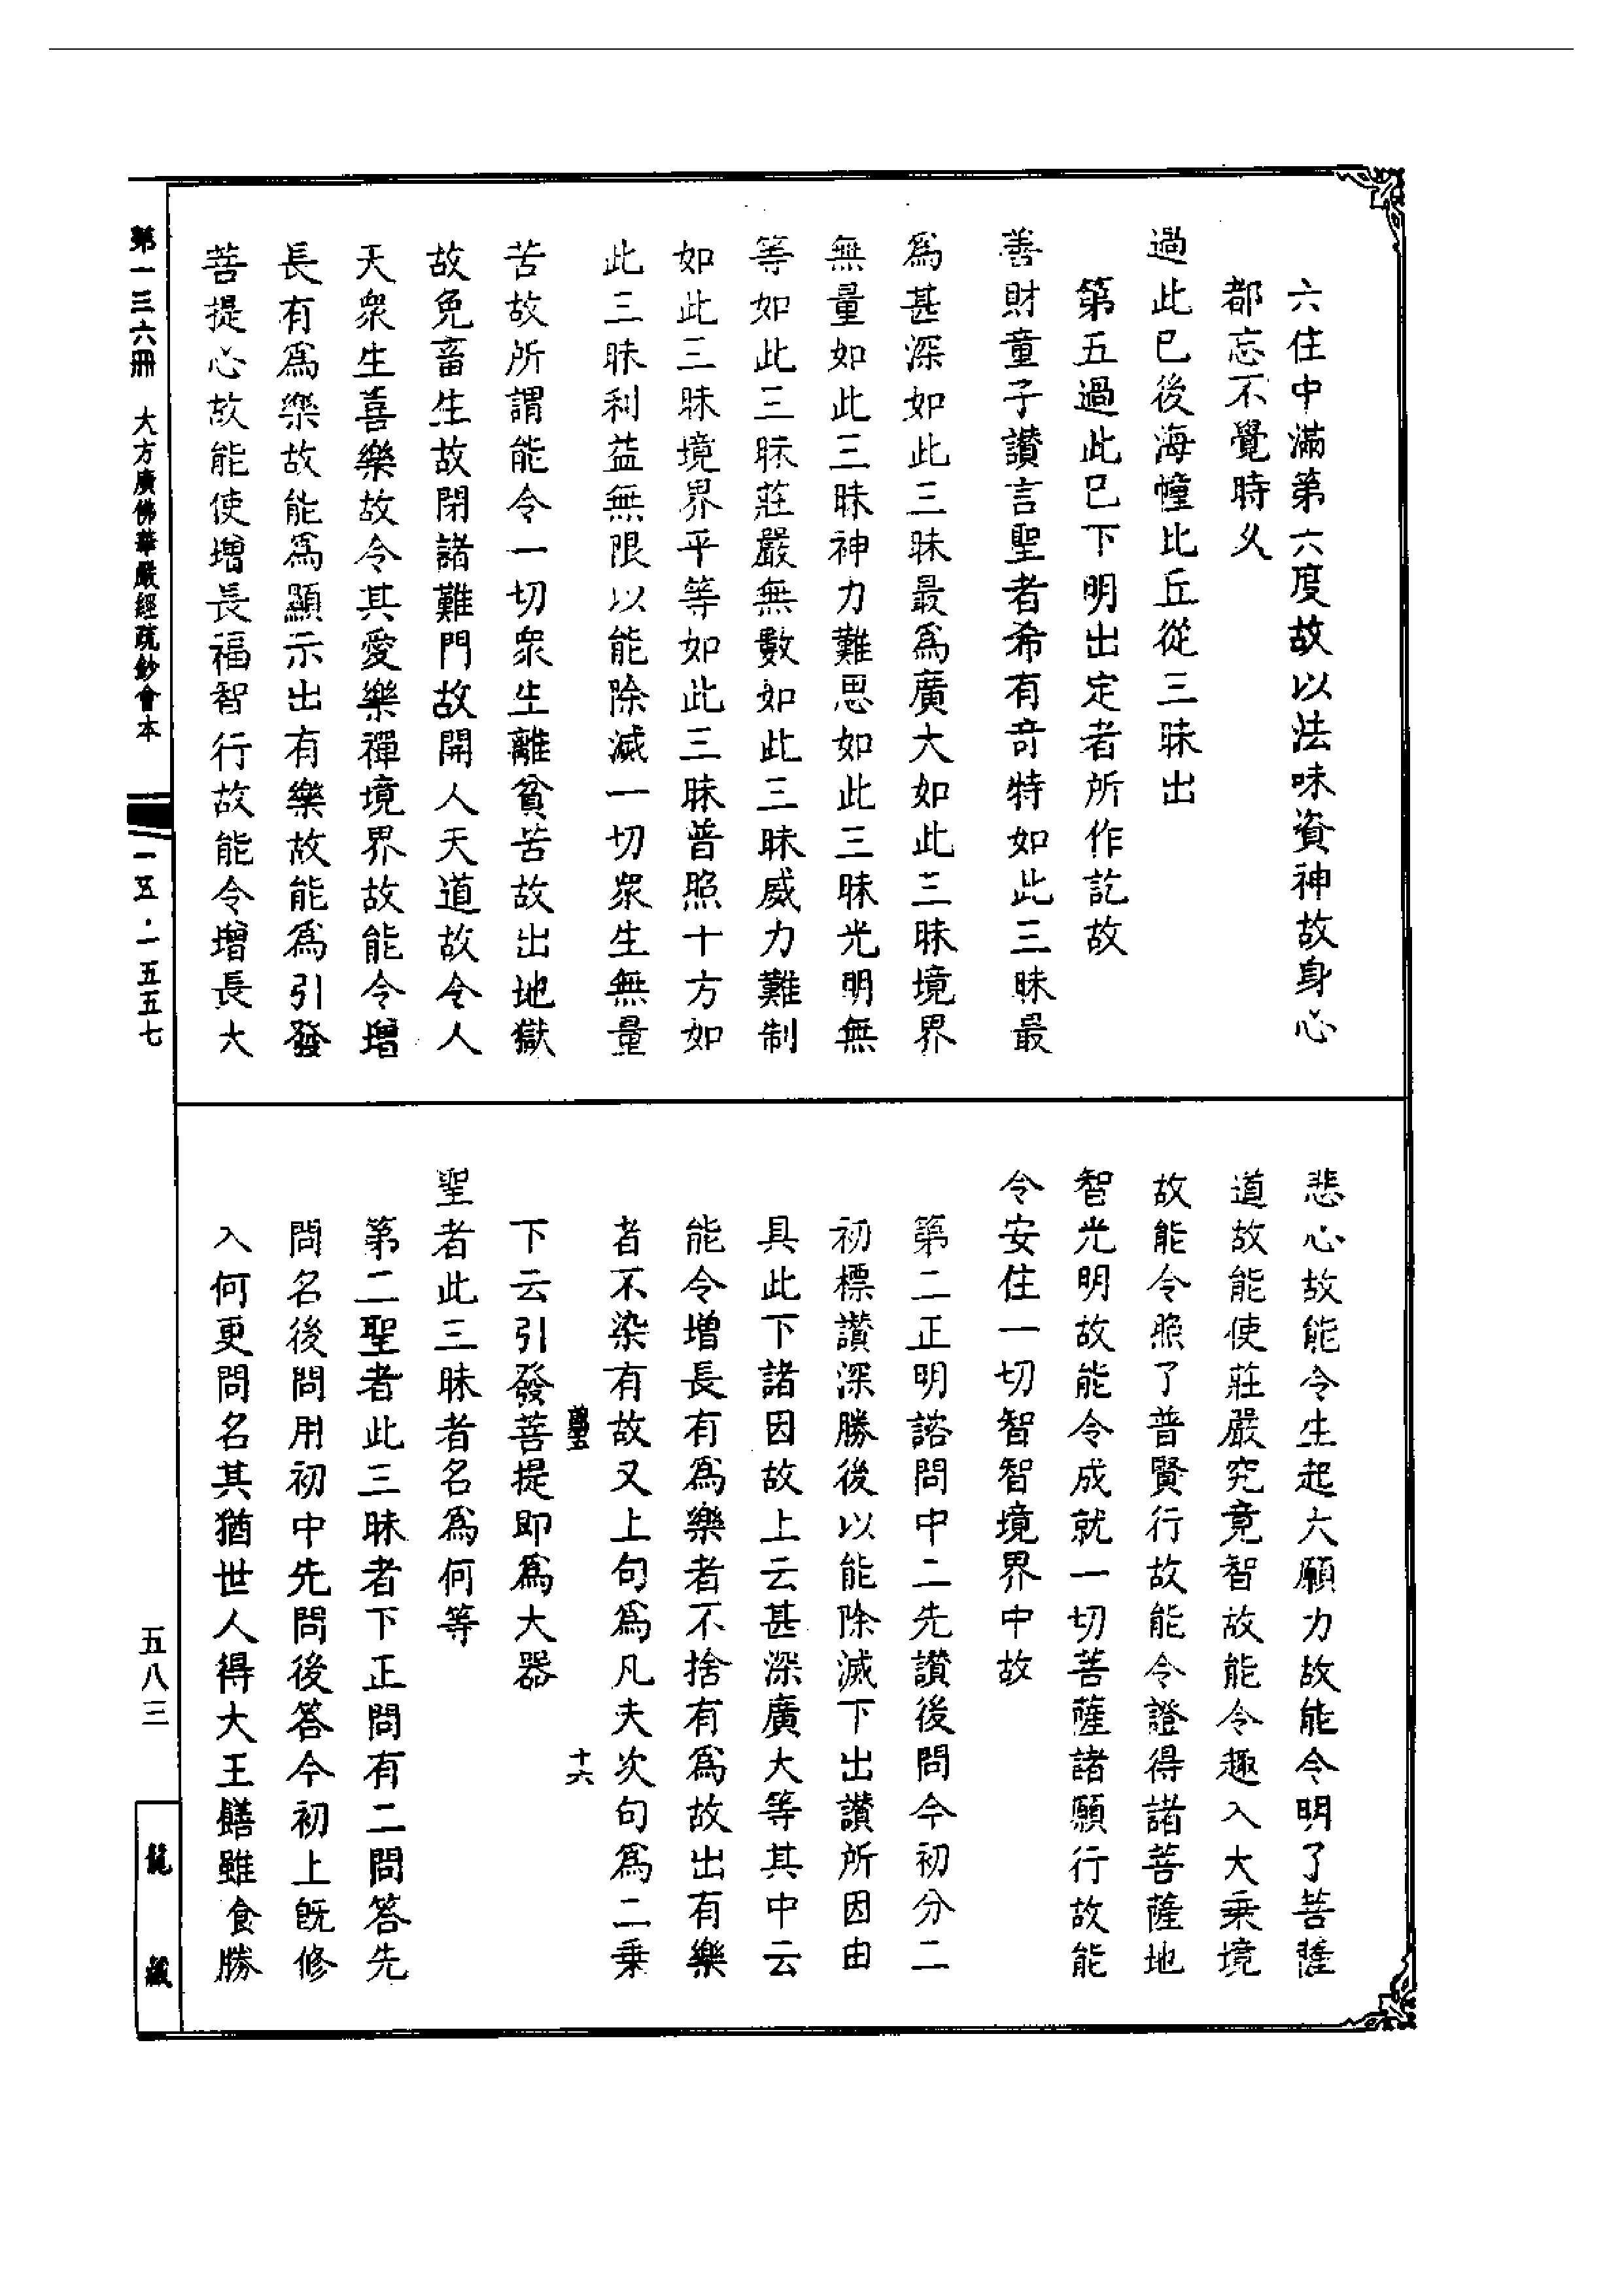 六住中滿第六度故以法味資神故身心
都忘不覺時久
過此已後海幢比丘從三昧出
第五過此已下明出定者所作訖故
善財童子讚言聖者希有奇特如此三昧最
爲甚深如此三昧最爲廣大如此三昧境界
無量如此三昧神力難思如此三昧光明無
等如此三昧莊嚴無數如此三昧威力難制
如此三昧境界平等如此三昧普照十方如
此三昧利益無限以能除滅一切眾生無量
苦故所謂能令一切眾生離貧苦故出地獄
故免畜生故閉諸難門故開人天道故令人
天眾生喜樂故令其愛樂禪境界故能令增
長有爲樂故能爲顯示出有樂故能爲引發
菩提心故能使增長福智行故能令增長大
悲心故能令生起大願力故能令明了菩薩
道故能使莊嚴究竟智故能令趣入大乘境
故能令照了普賢行故能令證得諸菩薩地
智光明故能令成就一切菩薩諸願行故能
令安住一切智智境界中故
第二正明諮問中二先讚後問今初分二
初標讚深勝後以能除滅下出讚所因由
具此下諸因故上云甚深廣大等其中云
能令增長有爲樂者不捨有爲故出有樂
者不染有故又上句爲凡夫次句爲二乘
十六
下云引發菩提即爲大器
聖者此三昧者名爲何等
第二聖者此三昧者下正問有二問答先
問名後問用初中先問後答今初上既修
入何更問名其猶世人得大王饍雖食勝
第一三六冊 大方廣佛華嚴經疏鈔會本
一五·一五五七
五八三
龍藏